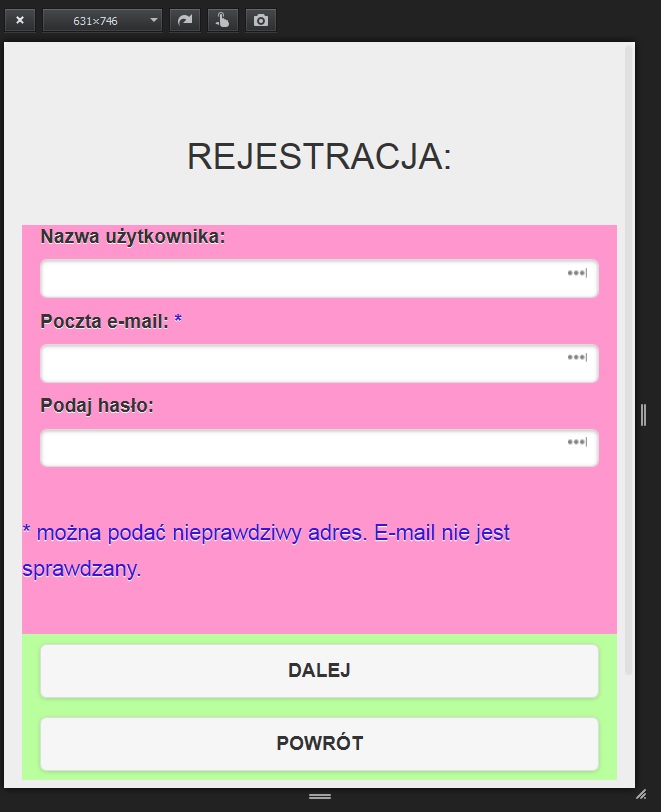 631×746
REJESTRACJA:
Nazwa użytkownika:
Poczta e-mail: *
Podaj hasło:
* można podać nieprawdziwy adres. E-mail nie jest
sprawdzany.
DALEJ
POWRÓT